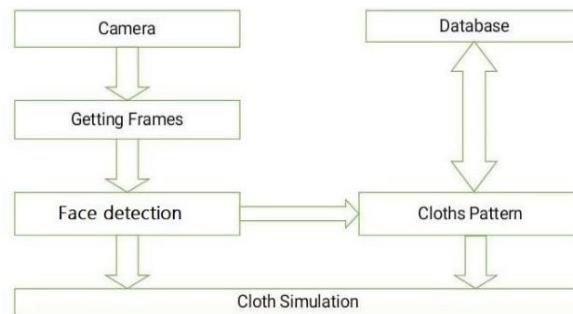 Camera
Database
Getting Frames
Face detection
Cloths Pattern
Cloth Simulation